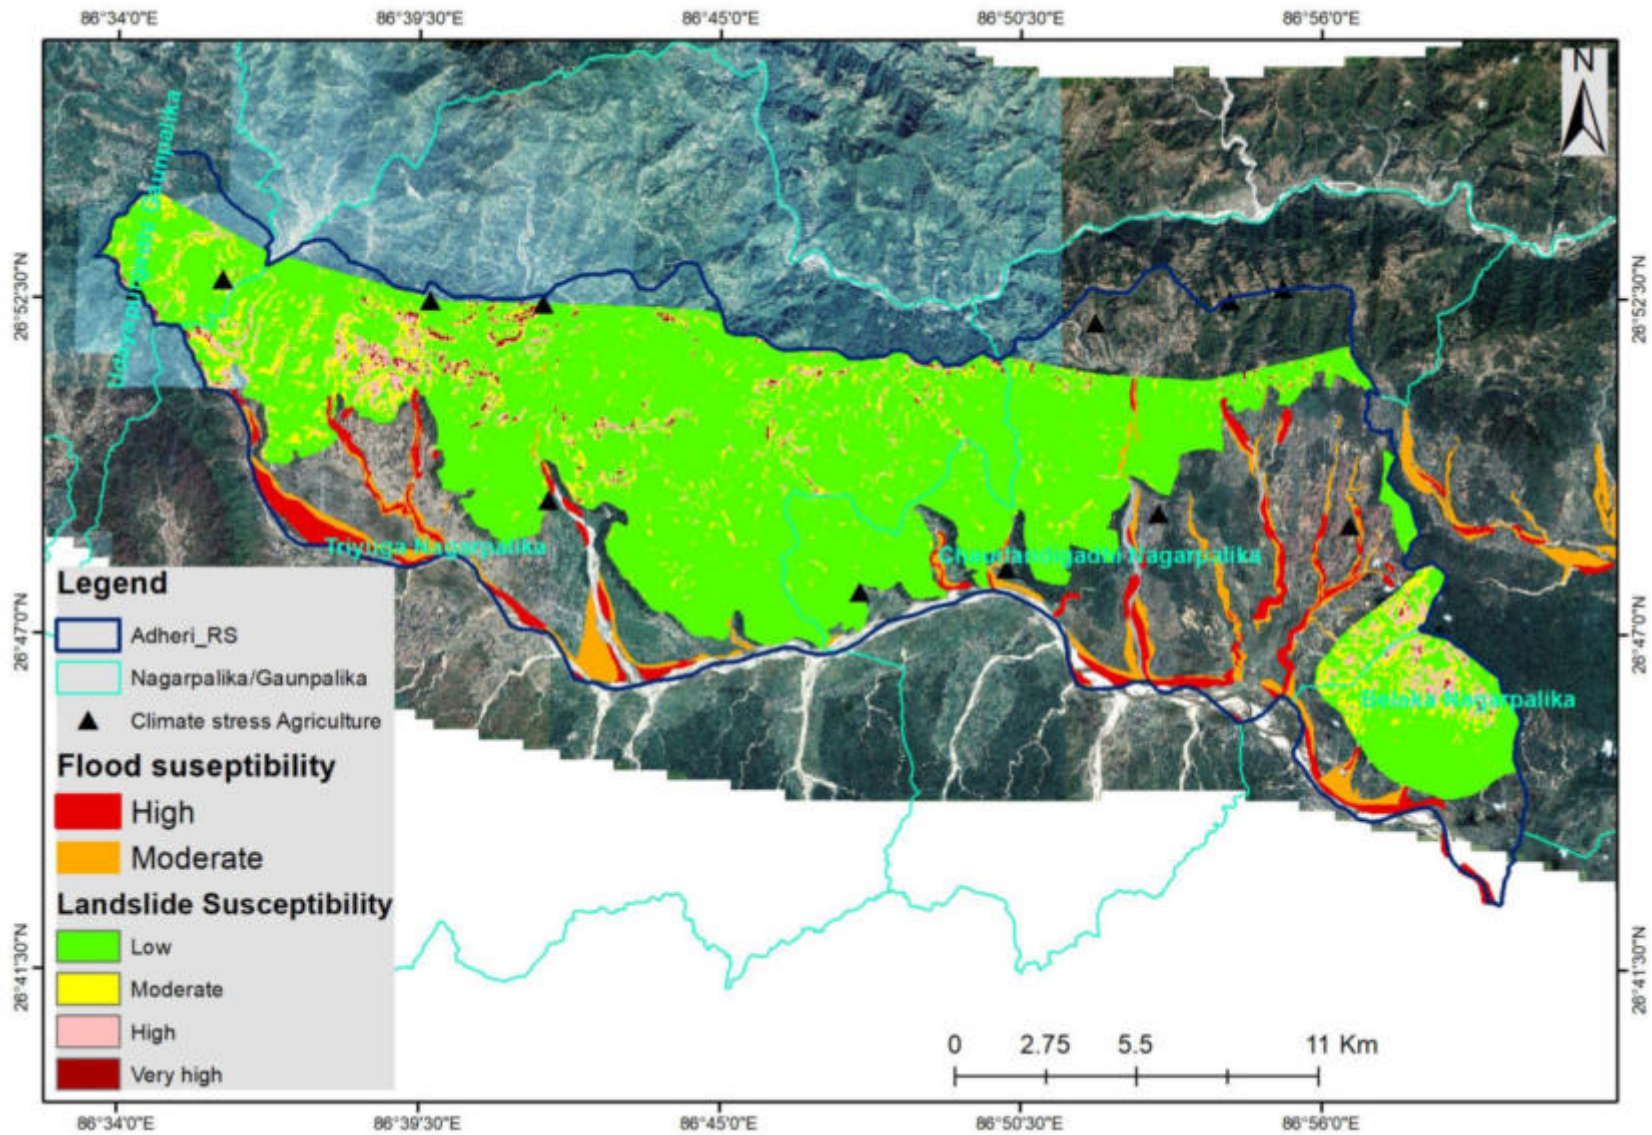 86°34'0"E 86°39'30"E 86°45'0"E 86°50'30"E 86°56'0"E
N
Gaunpalika
26°52'30"N
26°52'30"N
Triyuga Nagarpalika
Chaudandigadhi Nagarpalika
26°47'0"N
26°47'0"N
Belaka Nagarpalika
Legend
Adheri_RS
Nagarpalika/Gaunpalika
Climate stress Agriculture
Flood suseptibility
High
Moderate
Landslide Susceptibility
Low
Moderate
High
Very high
26°41'30"N
26°41'30"N
0 2.75 5.5 11 Km
86°34'0"E 86°39'30"E 86°45'0"E 86°50'30"E 86°56'0"E